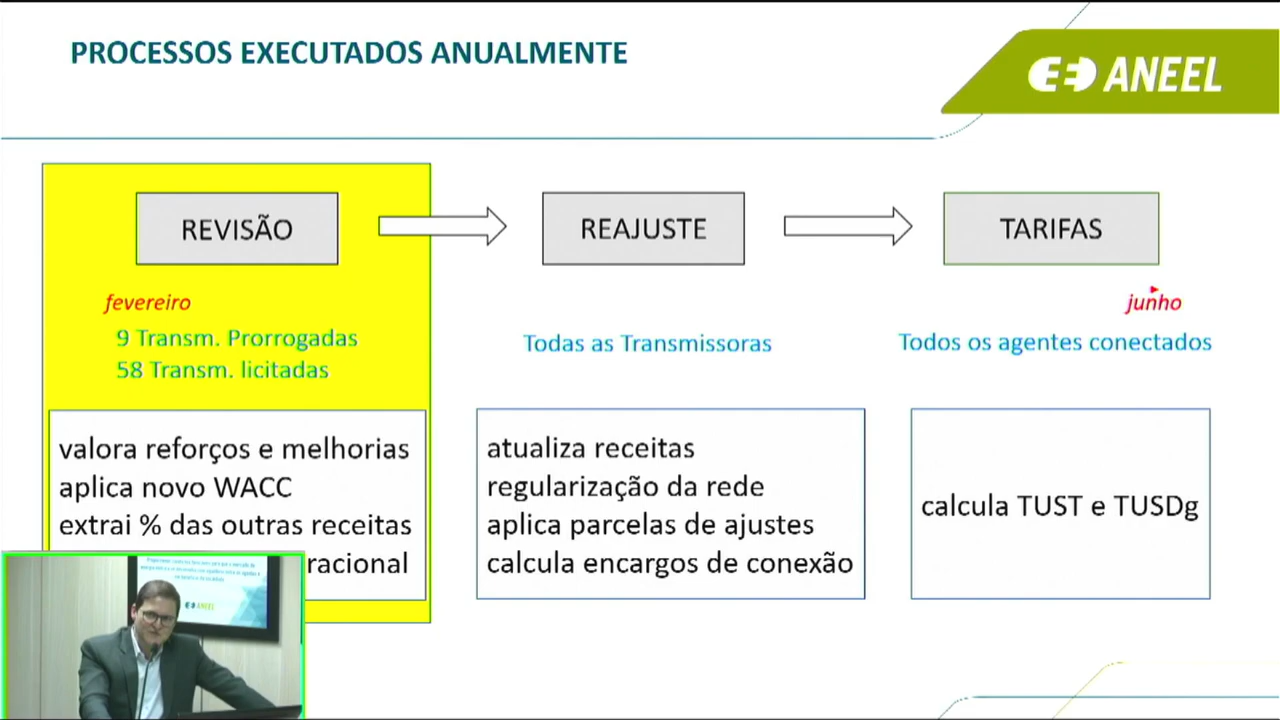 PROCESSOS EXECUTADOS ANUALMENTE
ANEEL
REVISÃO
REAJUSTE
TARIFAS
fevereiro
9 Transm. Prorrogadas
58 Transm. licitadas
Todas as Transmissoras
junho
Todos os agentes conectados
valora reforços e melhorias
aplica novo WACC
extrai % das outras receitas
racional
atualiza receitas
regularização da rede
aplica parcelas de ajustes
calcula encargos de conexão
calcula TUST e TUSDg
ANEEL